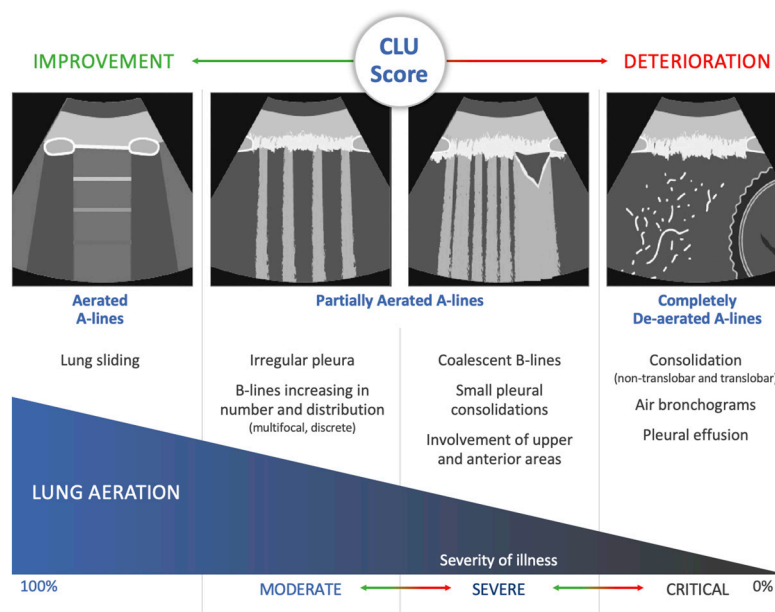 CLU
Score
IMPROVEMENT
DETERIORATION
Aerated
A-lines
Partially Aerated A-lines
Completely
De-aerated A-lines
Lung sliding
Irregular pleura
B-lines increasing in
number and distribution
(multifocal, discrete)
Coalescent B-lines
Small pleural
consolidations
Involvement of upper
and anterior areas
Consolidation
(non-translobar and translobar)
Air bronchograms
Pleural effusion
LUNG AERATION
Severity of illness
100%
MODERATE
SEVERE
CRITICAL
0%